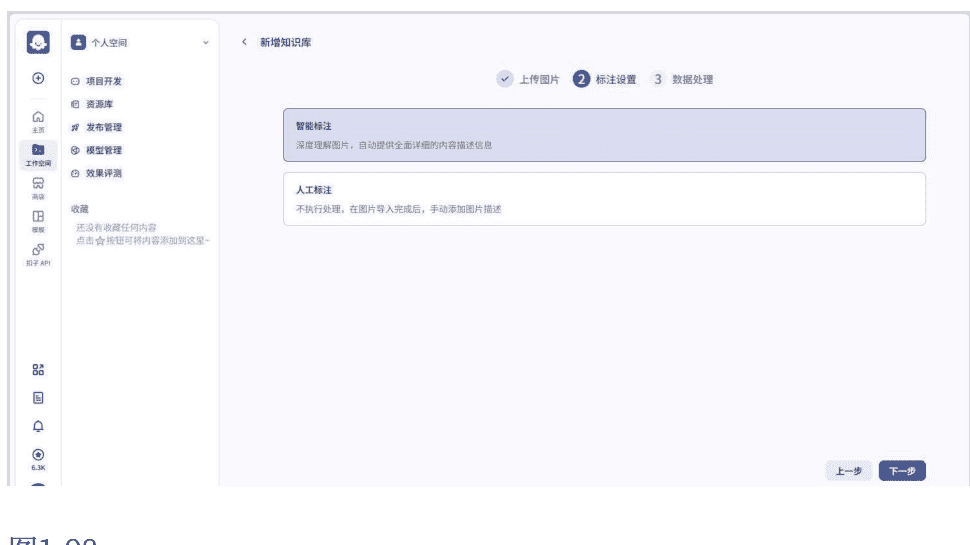 个人空间
新增知识库
项目开发
资源库
发布管理
模型管理
效果评测
收藏
还没有收藏任何内容
点击☆按钮可将内容添加到这里~
主页
工作空间
商店
模板
扣子 API
6.3K
上传图片 2 标注设置 3 数据处理
智能标注
深度理解图片，自动提供全面详细的内容描述信息
人工标注
不执行处理，在图片导入完成后，手动添加图片描述
上一步 下一步